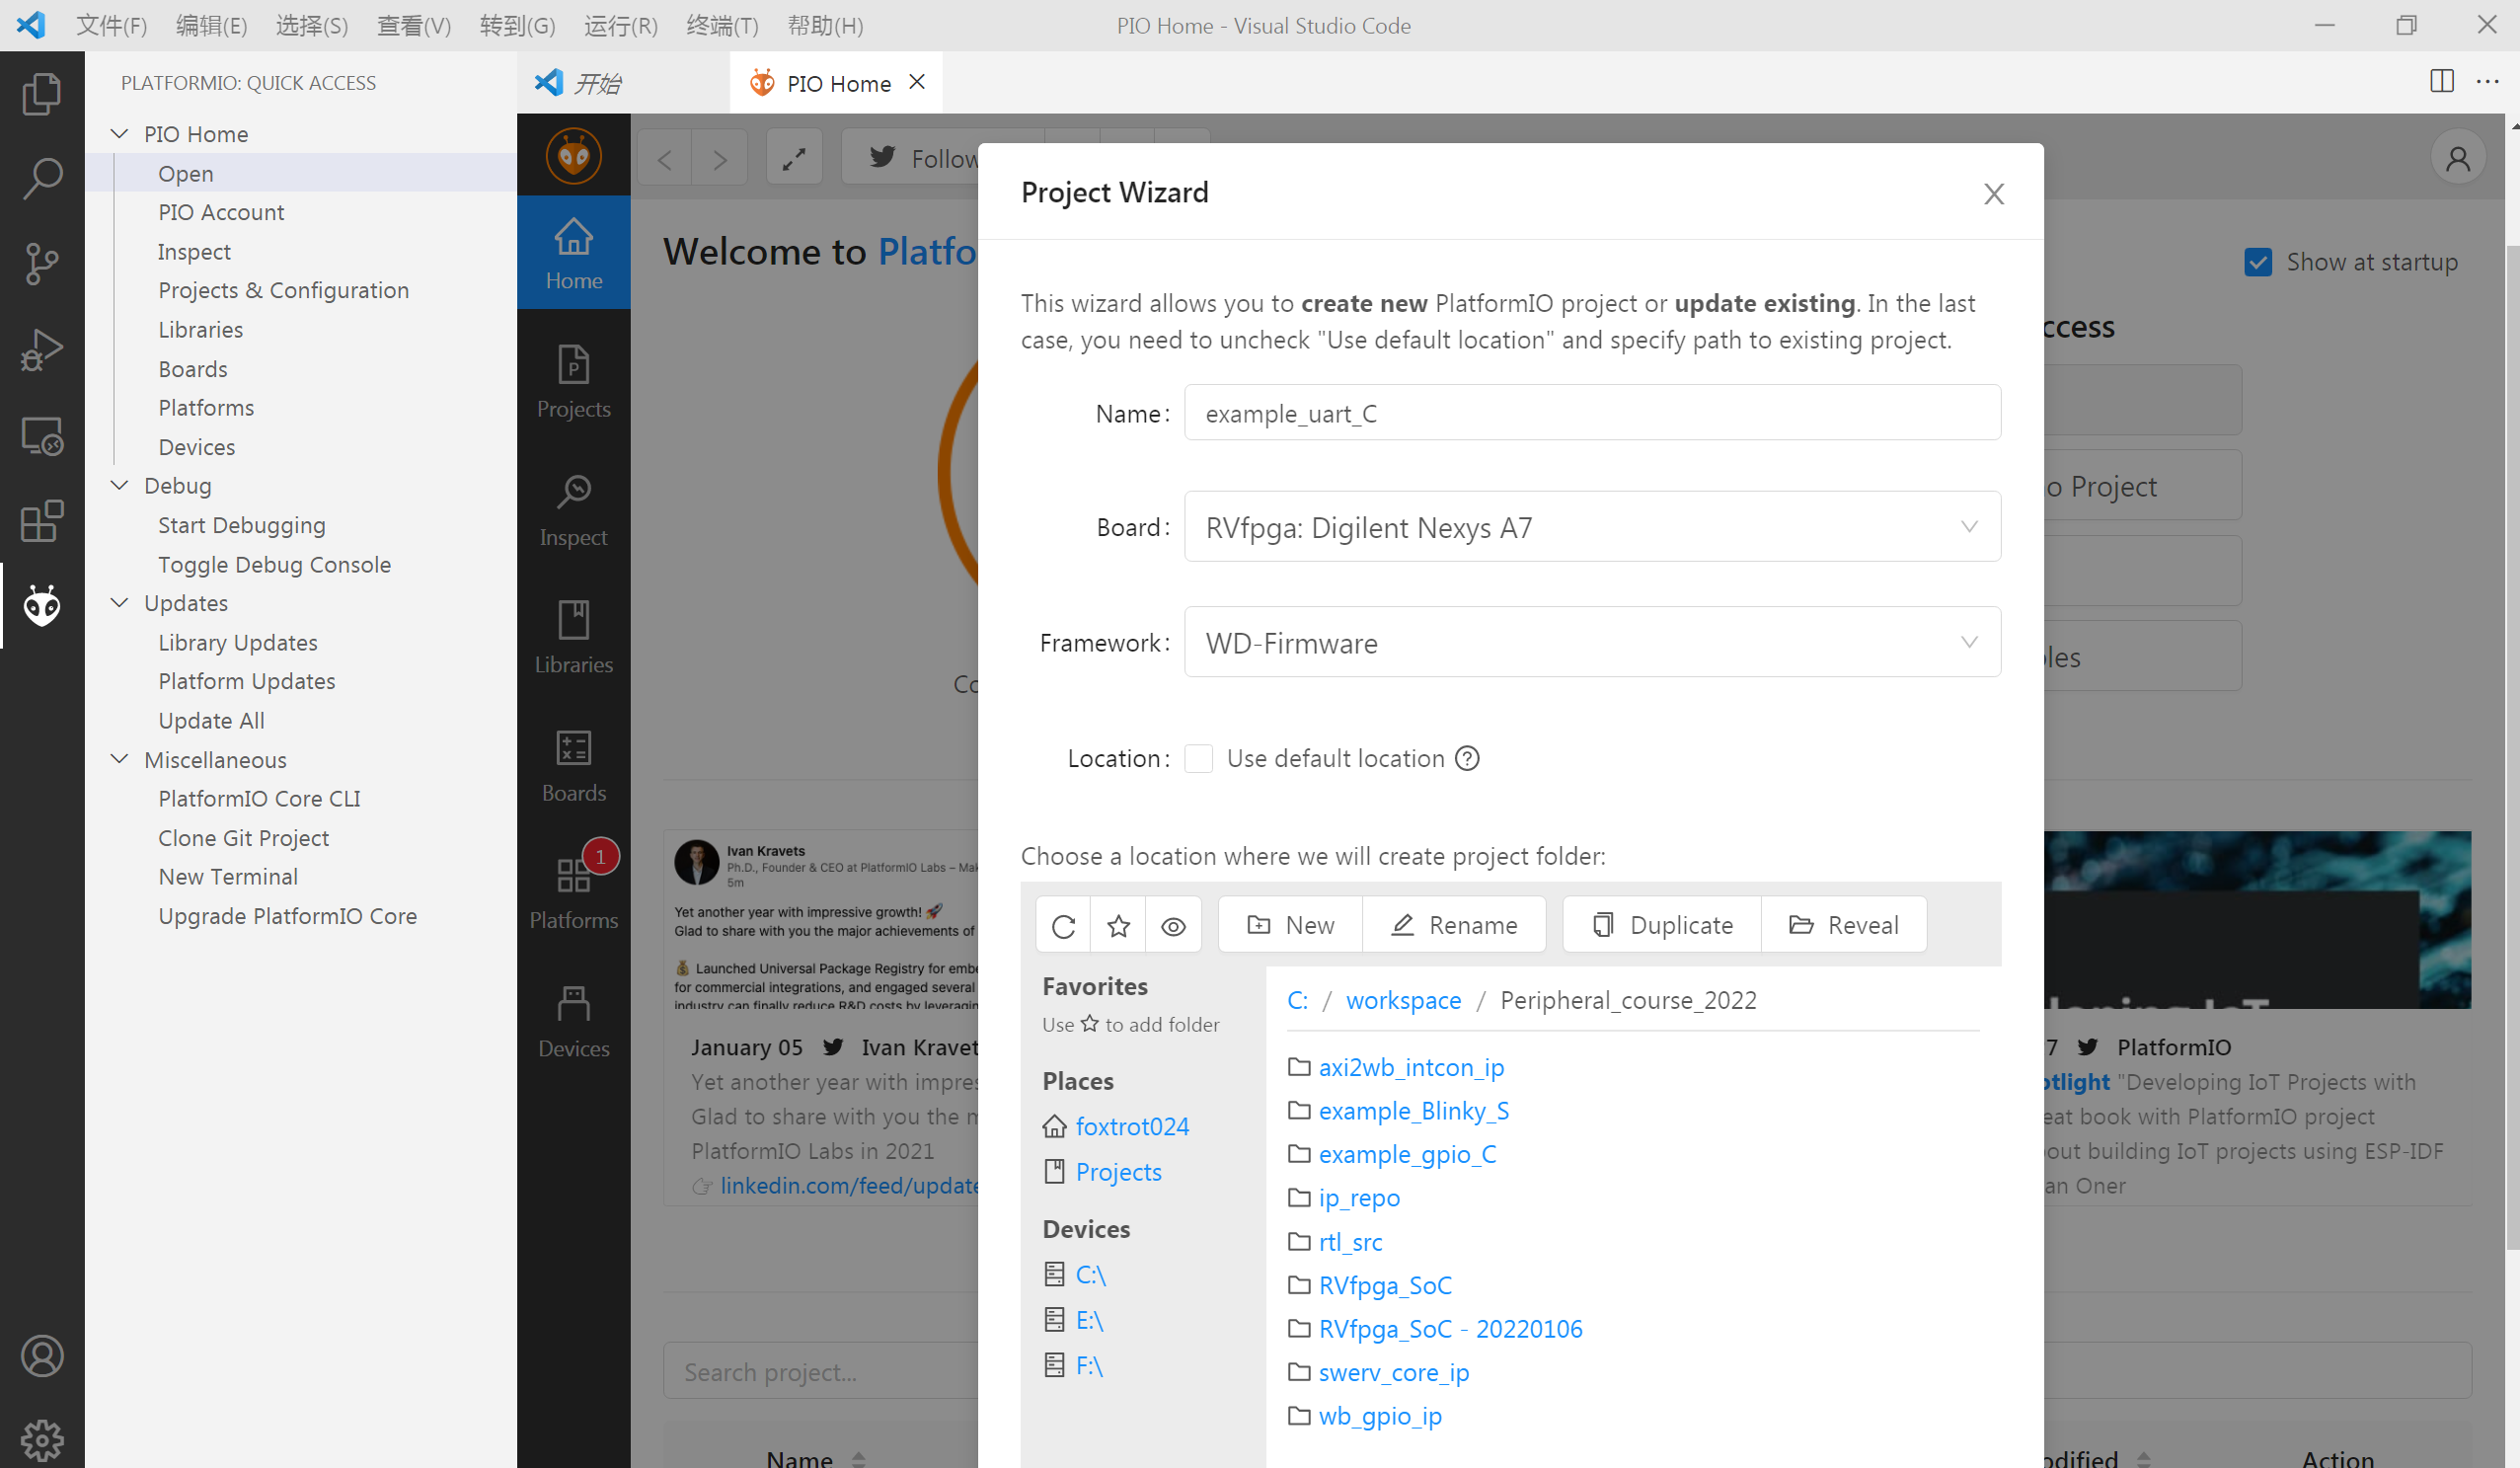 文件(F) 编辑(E) 选择(S) 查看(V) 转到(G) 运行(R) 终端(T) 帮助(H)
PIO Home - Visual Studio Code
PLATFORMIO: QUICK ACCESS
PIO Home
Open
PIO Account
Inspect
Projects & Configuration
Libraries
Boards
Platforms
Devices
Debug
Start Debugging
Toggle Debug Console
Updates
Library Updates
Platform Updates
Update All
Miscellaneous
PlatformIO Core CLI
Clone Git Project
New Terminal
Upgrade PlatformIO Core
开始
PIO Home
Home
Projects
Inspect
Libraries
Boards
1
Platforms
Devices
Follow
Welcome to Platfo
Show at startup
ccess
o Project
les
Co
Project Wizard
This wizard allows you to create new PlatformIO project or update existing. In the last
case, you need to uncheck "Use default location" and specify path to existing project.
Name: example_uart_C
Board: RVfpga: Digilent Nexys A7
Framework: WD-Firmware
Location: Use default location
Choose a location where we will create project folder:
New Rename Duplicate Reveal
Favorites
Use ☆ to add folder
Places
foxtrot024
Projects
Devices
C:\
E:\
F:\
C: / workspace / Peripheral_course_2022
axi2wb_intcon_ip
example_Blinky_S
example_gpio_C
ip_repo
rtl_src
RVfpga_SoC
RVfpga_SoC - 20220106
swerv_core_ip
wb_gpio_ip
Ivan Kravets
Ph.D., Founder & CEO at PlatformIO Labs – Mak
5m
Yet another year with impressive growth! 🚀
Glad to share with you the major achievements of
💰 Launched Universal Package Registry for embe
for commercial integrations, and engaged several
industry can finally reduce R&D costs by leveragin
January 05 Ivan Kravet
Yet another year with impres
Glad to share with you the m
PlatformIO Labs in 2021
👉 linkedin.com/feed/update
loping IoT
7 PlatformIO
otlight "Developing IoT Projects with
eat book with PlatformIO project
out building IoT projects using ESP-IDF
an Oner
Search project...
Name
odified
Action